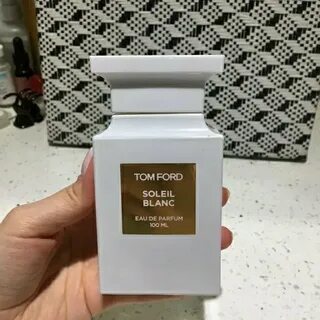 TOM FORD
SOLEIL
BLANC
EAU DE PARFUM
100 ML